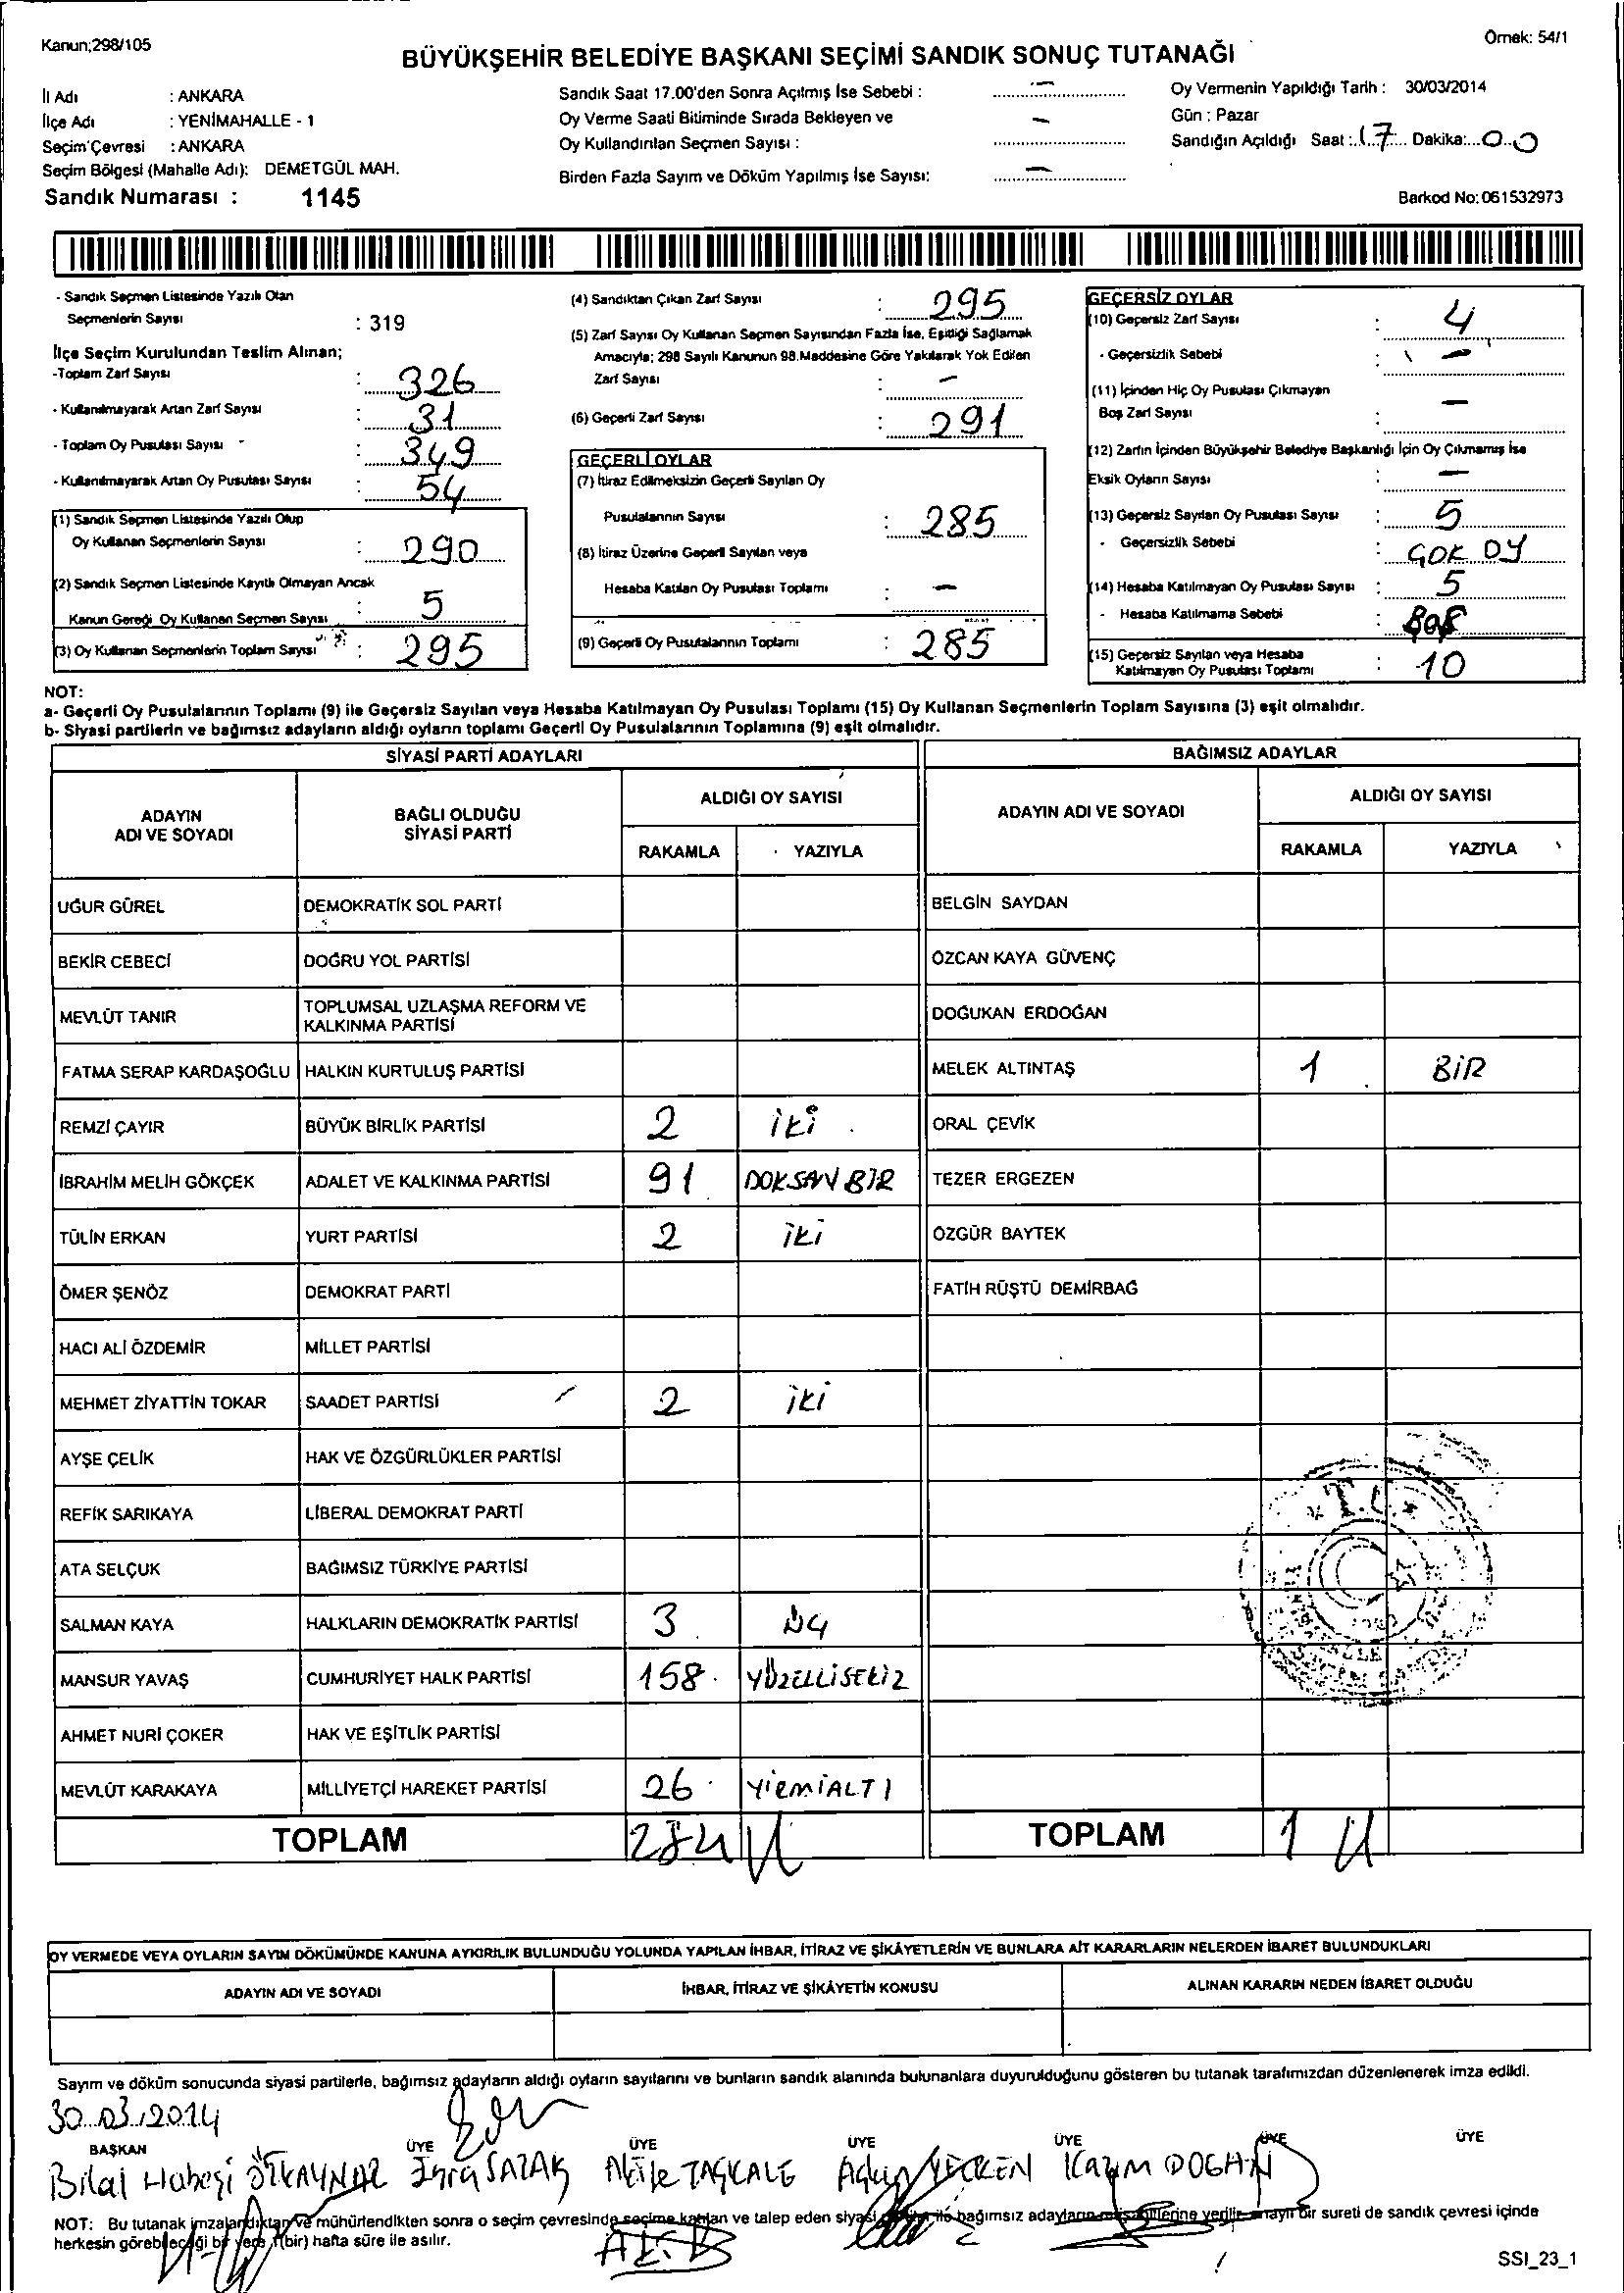 Kanun;298/105
Örnek: 54/1
BÜYÜKŞEHİR BELEDİYE BAŞKANI SEÇİMİ SANDIK SONUÇ TUTANAĞI
İl Adı : ANKARA
İlçe Adı : YENİMAHALLE - 1
Seçim Çevresi : ANKARA
Seçim Bölgesi (Mahalle Adı): DEMETGÜL MAH.
Sandık Numarası : 1145
Sandık Saat 17.00'den Sonra Açılmış İse Sebebi : –
Oy Verme Saati Bitiminde Sırada Bekleyen ve
Oy Kullandırılan Seçmen Sayısı : –
Birden Fazla Sayım ve Döküm Yapılmış İse Sayısı: –
Oy Vermenin Yapıldığı Tarih : 30/03/2014
Gün : Pazar
Sandığın Açıldığı Saat : 17 Dakika: 00
Barkod No: 061532973
- Sandık Seçmen Listesinde Yazılı Olan
Seçmenlerin Sayısı : 319
İlçe Seçim Kurulundan Teslim Alınan;
-Toplam Zarf Sayısı : 326
- Kullanılmayarak Artan Zarf Sayısı : 31
- Toplam Oy Pusulası Sayısı : 349
- Kullanılmayarak Artan Oy Pusulası Sayısı : 54
(1) Sandık Seçmen Listesinde Yazılı Olup
Oy Kullanan Seçmenlerin Sayısı : 290
(2) Sandık Seçmen Listesinde Kayıtlı Olmayan Ancak
Kanun Gereği Oy Kullanan Seçmen Sayısı : 5
(3) Oy Kullanan Seçmenlerin Toplam Sayısı : 295
(4) Sandıktan Çıkan Zarf Sayısı : 295
(5) Zarf Sayısı Oy Kullanan Seçmen Sayısından Fazla İse, Eşitliği Sağlamak
Amacıyla; 298 Sayılı Kanunun 98.Maddesine Göre Yakılarak Yok Edilen
Zarf Sayısı : –
(6) Geçerli Zarf Sayısı : 291
GEÇERLİ OYLAR
(7) İtiraz Edilmeksizin Geçerli Sayılan Oy
Pusulalarının Sayısı : 285
(8) İtiraz Üzerine Geçerli Sayılan veya
Hesaba Katılan Oy Pusulası Toplamı : –
(9) Geçerli Oy Pusulalarının Toplamı : 285
GEÇERSİZ OYLAR
(10) Geçersiz Zarf Sayısı : 4
- Geçersizlik Sebebi : –
(11) İçinden Hiç Oy Pusulası Çıkmayan
Boş Zarf Sayısı : –
(12) Zarfın İçinden Büyükşehir Belediye Başkanlığı İçin Oy Çıkmamış İse
Eksik Oyların Sayısı : –
(13) Geçersiz Sayılan Oy Pusulası Sayısı : 5
- Geçersizlik Sebebi : ÇOK OY
(14) Hesaba Katılmayan Oy Pusulası Sayısı : 5
- Hesaba Katılmama Sebebi : BOŞ
(15) Geçersiz Sayılan veya Hesaba
Katılmayan Oy Pusulası Toplamı : 10
NOT:
a- Geçerli Oy Pusulalarının Toplamı (9) ile Geçersiz Sayılan veya Hesaba Katılmayan Oy Pusulası Toplamı (15) Oy Kullanan Seçmenlerin Toplam Sayısına (3) eşit olmalıdır.
b- Siyasi partilerin ve bağımsız adayların aldığı oyların toplamı Geçerli Oy Pusulalarının Toplamına (9) eşit olmalıdır.
SİYASİ PARTİ ADAYLARI
ADAYIN ADI VE SOYADI BAĞLI OLDUĞU SİYASİ PARTİ ALDIĞI OY SAYISI
RAKAMLA YAZIYLA
UĞUR GÜREL DEMOKRATİK SOL PARTİ
BEKİR CEBECİ DOĞRU YOL PARTİSİ
MEVLÜT TANIR TOPLUMSAL UZLAŞMA REFORM VE KALKINMA PARTİSİ
FATMA SERAP KARDAŞOĞLU HALKIN KURTULUŞ PARTİSİ
REMZİ ÇAYIR BÜYÜK BİRLİK PARTİSİ 2 iki
İBRAHİM MELİH GÖKÇEK ADALET VE KALKINMA PARTİSİ 91 DOKSAN BİR
TÜLİN ERKAN YURT PARTİSİ 2 iki
ÖMER ŞENÖZ DEMOKRAT PARTİ
HACI ALİ ÖZDEMİR MİLLET PARTİSİ
MEHMET ZİYATTİN TOKAR SAADET PARTİSİ 2 iki
AYŞE ÇELİK HAK VE ÖZGÜRLÜKLER PARTİSİ
REFİK SARIKAYA LİBERAL DEMOKRAT PARTİ
ATA SELÇUK BAĞIMSIZ TÜRKİYE PARTİSİ
SALMAN KAYA HALKLARIN DEMOKRATİK PARTİSİ 3 ÜÇ
MANSUR YAVAŞ CUMHURİYET HALK PARTİSİ 158 YÜZELLİSEKİZ
AHMET NURİ ÇOKER HAK VE EŞİTLİK PARTİSİ
MEVLÜT KARAKAYA MİLLİYETÇİ HAREKET PARTİSİ 26 YİRMİALTI
TOPLAM 284
BAĞIMSIZ ADAYLAR
ADAYIN ADI VE SOYADI ALDIĞI OY SAYISI
RAKAMLA YAZIYLA
BELGİN SAYDAN
ÖZCAN KAYA GÜVENÇ
DOĞUKAN ERDOĞAN
MELEK ALTINTAŞ 1 BİR
ORAL ÇEVİK
TEZER ERGEZEN
ÖZGÜR BAYTEK
FATİH RÜŞTÜ DEMİRBAĞ
T.C.
TOPLAM 1
OY VERMEDE VEYA OYLARIN SAYIM DÖKÜMÜNDE KANUNA AYKIRILIK BULUNDUĞU YOLUNDA YAPILAN İHBAR, İTİRAZ VE ŞİKÂYETLERİN VE BUNLARA AİT KARARLARIN NELERDEN İBARET BULUNDUKLARI
ADAYIN ADI VE SOYADI İHBAR, İTİRAZ VE ŞİKÂYETİN KONUSU ALINAN KARARIN NEDEN İBARET OLDUĞU
Sayım ve döküm sonucunda siyasi partilerle, bağımsız adayların aldığı oyların sayılarını ve bunların sandık alanında bulunanlara duyurulduğunu gösteren bu tutanak tarafımızdan düzenlenerek imza edildi.
30.03.2014
BAŞKAN ÜYE ÜYE ÜYE ÜYE ÜYE ÜYE
Bilal Habeşi ÖZKAYNAR Esra SAZAK Atike TAŞKALE Kazım DOĞAN
NOT: Bu tutanak imzalandıktan ve mühürlendikten sonra o seçim çevresinde seçime katılan ve talep eden siyasi ile bağımsız adayların müşahitlerine verilir bir sureti de sandık çevresi içinde
herkesin görebileceği bir yere 1(bir) hafta süre ile asılır.
SSI_23_1